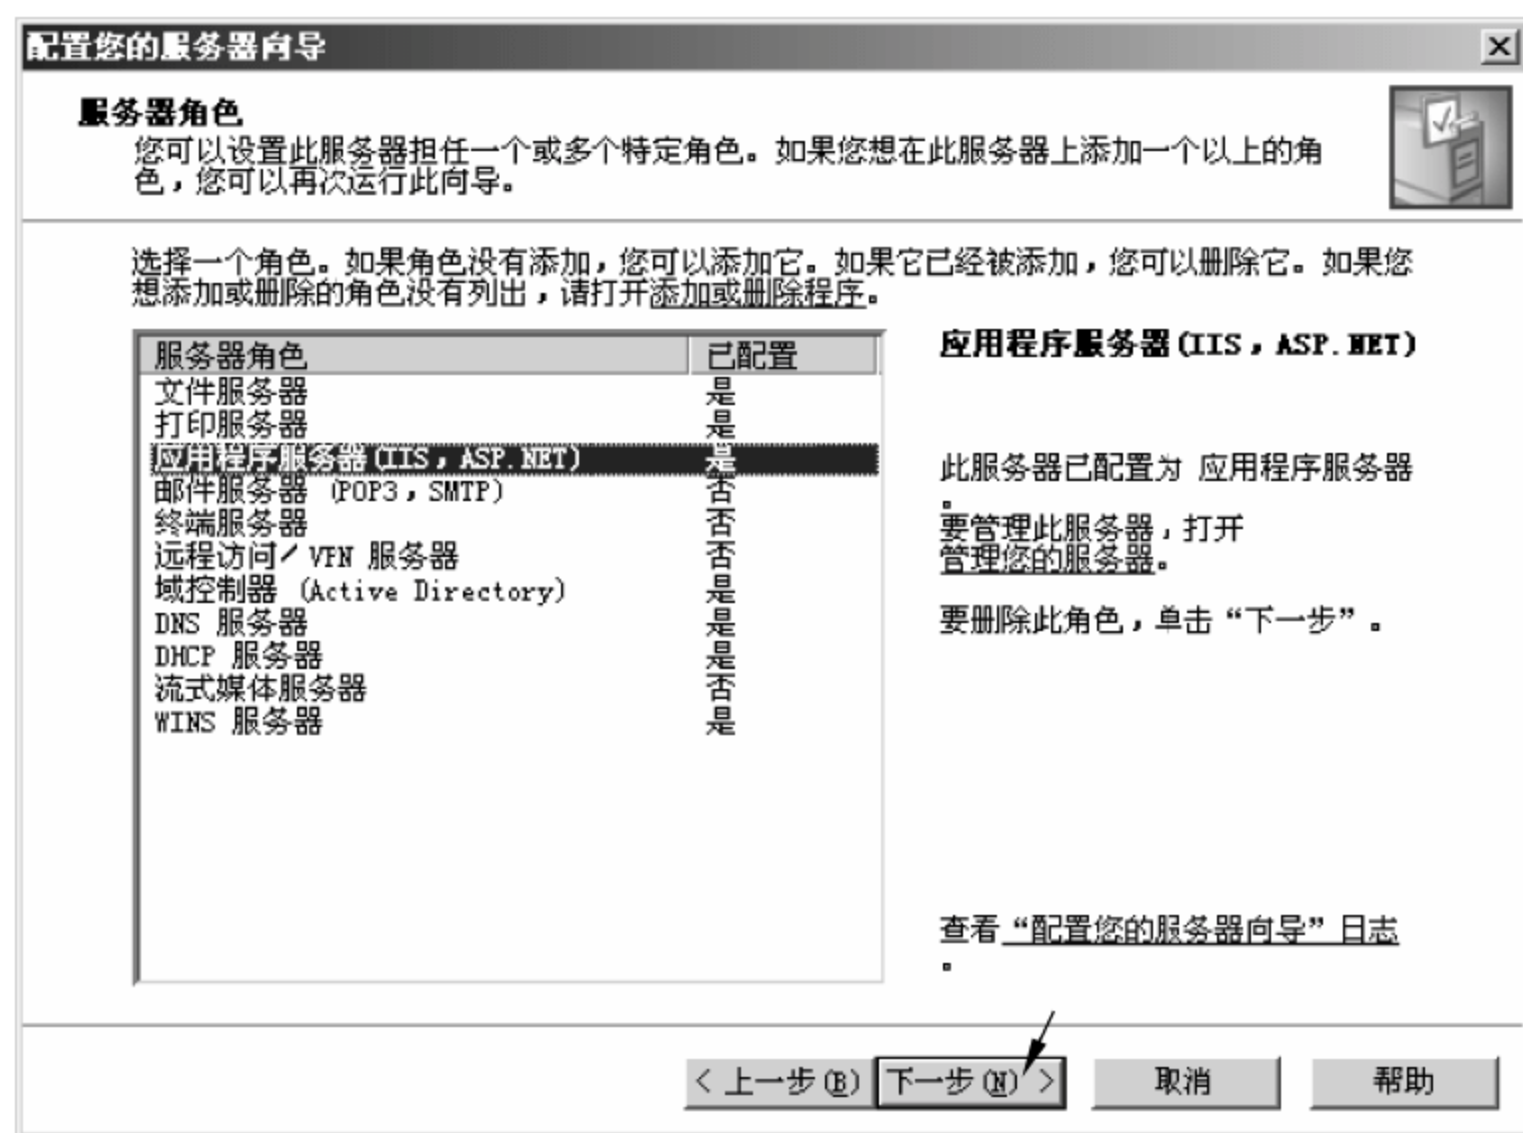 配置您的服务器向导
服务器角色
您可以设置此服务器担任一个或多个特定角色。如果您想在此服务器上添加一个以上的角
色，您可以再次运行此向导。
选择一个角色。如果角色没有添加，您可以添加它。如果它已经被添加，您可以删除它。如果您
想添加或删除的角色没有列出，请打开添加或删除程序。
服务器角色 已配置
文件服务器 是
打印服务器 是
应用程序服务器(IIS，ASP.NET) 是
邮件服务器 (POP3，SMTP) 否
终端服务器 否
远程访问/VPN 服务器 否
域控制器 (Active Directory) 是
DNS 服务器 是
DHCP 服务器 是
流式媒体服务器 否
WINS 服务器 是
应用程序服务器(IIS，ASP.NET)
此服务器已配置为 应用程序服务器
。
要管理此服务器，打开
管理您的服务器。
要删除此角色，单击“下一步”。
查看“配置您的服务器向导”日志
。
< 上一步(B) 下一步(N) > 取消 帮助